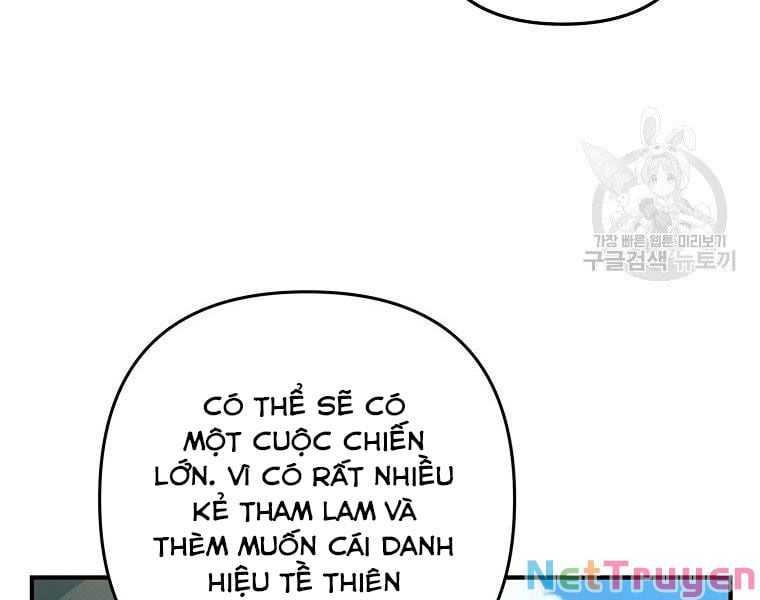 가장 빠른 웹툰 미리보기
구글검색 뉴토끼
CÓ THỂ SẼ CÓ
MỘT CUỘC CHIẾN
LỚN. VÌ CÓ RẤT NHIỀU
KẺ THAM LAM VÀ
THÈM MUỐN CÁI DANH
HIỆU TỀ THIÊN
NetTruyen